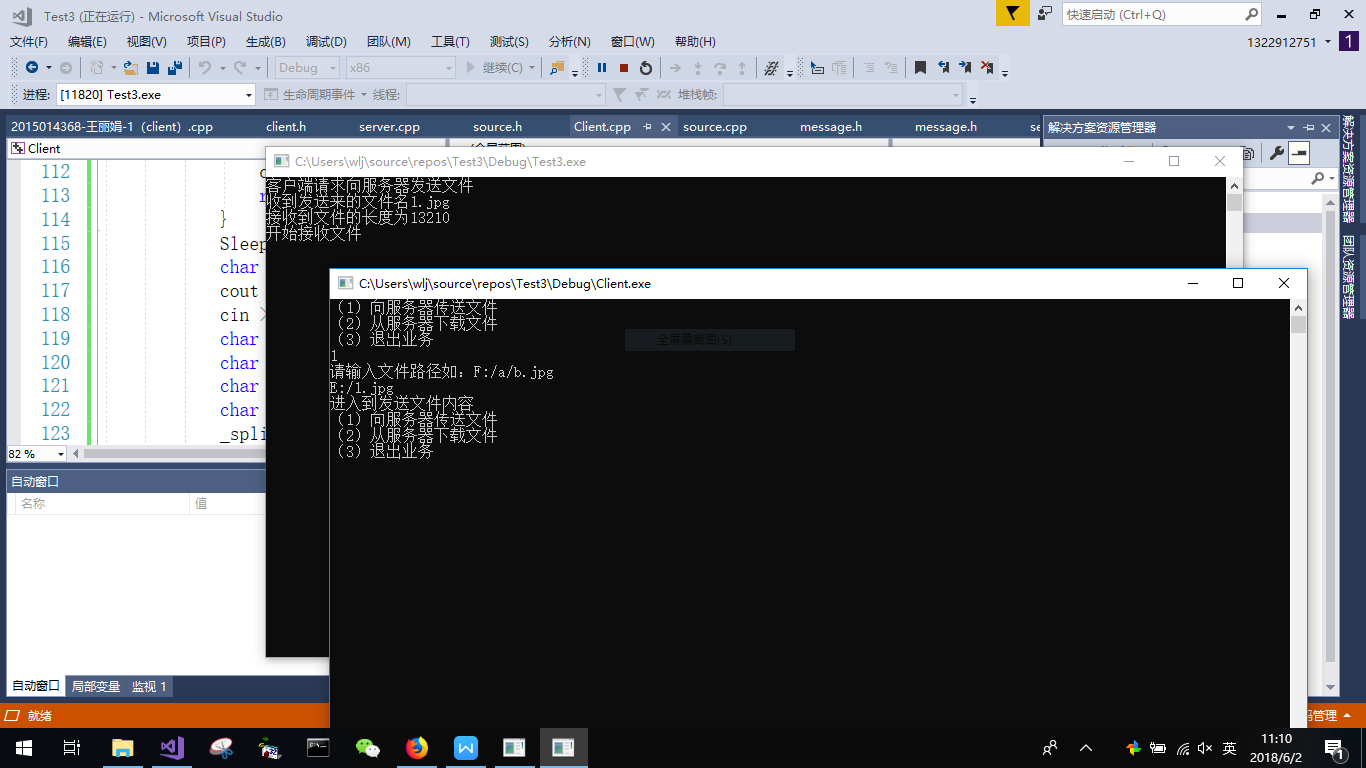 Test3 (正在运行) - Microsoft Visual Studio
快速启动 (Ctrl+Q)
文件(F) 编辑(E) 视图(V) 项目(P) 生成(B) 调试(D) 团队(M) 工具(T) 测试(S) 分析(N) 窗口(W) 帮助(H)
1322912751
1
Debug x86 继续(C)
进程: [11820] Test3.exe 生命周期事件 线程: 堆栈帧:
2015014368-王丽娟-1 (client) .cpp client.h server.cpp source.h Client.cpp source.cpp message.h message.h se
解决方案资源管理器
解决方案资源管理器
团队资源管理器
Client
C:\Users\wlj\source\repos\Test3\Debug\Test3.exe
客户端请求向服务器发送文件
收到发送来的文件名1.jpg
接收到文件的长度为13210
开始接收文件
112
113
114 }
115 Sleep
116 char
117 cout
118 cin
119 char
120 char
121 char
122 char
123 _spli
82 %
C:\Users\wlj\source\repos\Test3\Debug\Client.exe
(1) 向服务器传送文件
(2) 从服务器下载文件
(3) 退出业务
1
请输入文件路径如：F:/a/b.jpg
E:/1.jpg
进入到发送文件内容
(1) 向服务器传送文件
(2) 从服务器下载文件
(3) 退出业务
全屏幕截图(S)
自动窗口
名称 值
自动窗口 局部变量 监视 1
就绪
码管理
英
11:10
2018/6/2
1